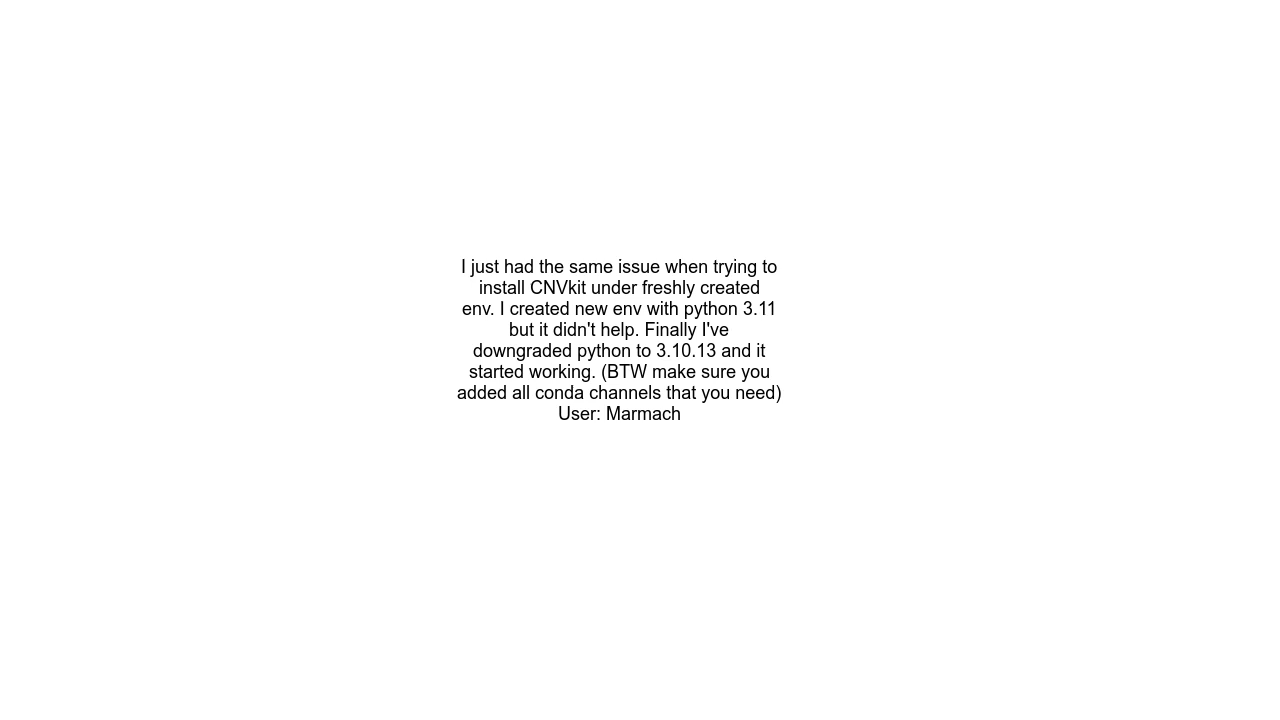 I just had the same issue when trying to
install CNVkit under freshly created
env. I created new env with python 3.11
but it didn't help. Finally I've
downgraded python to 3.10.13 and it
started working. (BTW make sure you
added all conda channels that you need)
User: Marmach